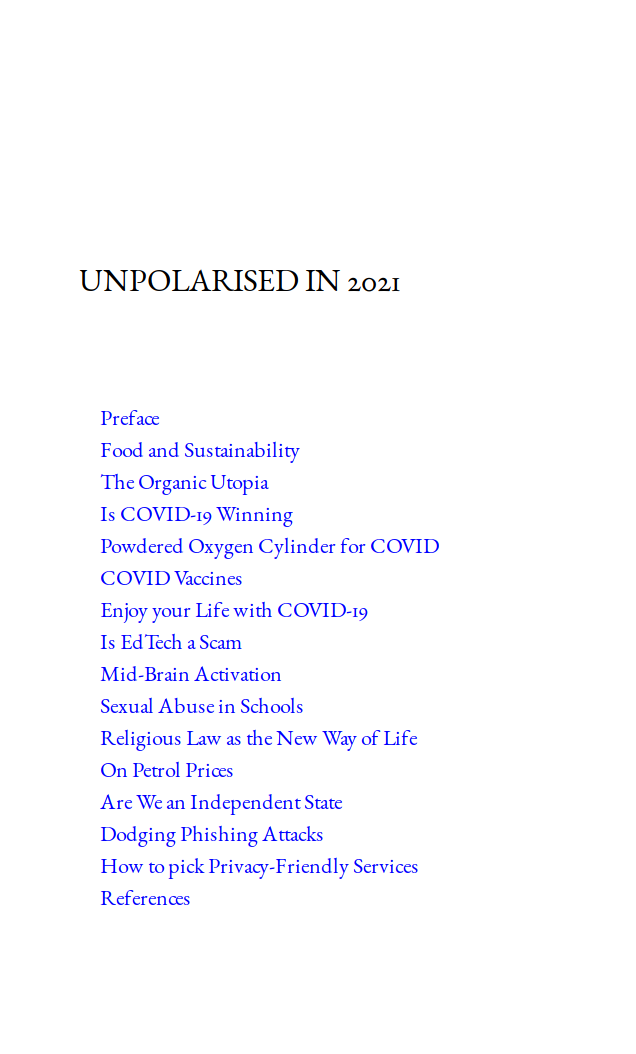 UNPOLARISED IN 2021
Preface
Food and Sustainability
The Organic Utopia
Is COVID-19 Winning
Powdered Oxygen Cylinder for COVID
COVID Vaccines
Enjoy your Life with COVID-19
Is EdTech a Scam
Mid-Brain Activation
Sexual Abuse in Schools
Religious Law as the New Way of Life
On Petrol Prices
Are We an Independent State
Dodging Phishing Attacks
How to pick Privacy-Friendly Services
References